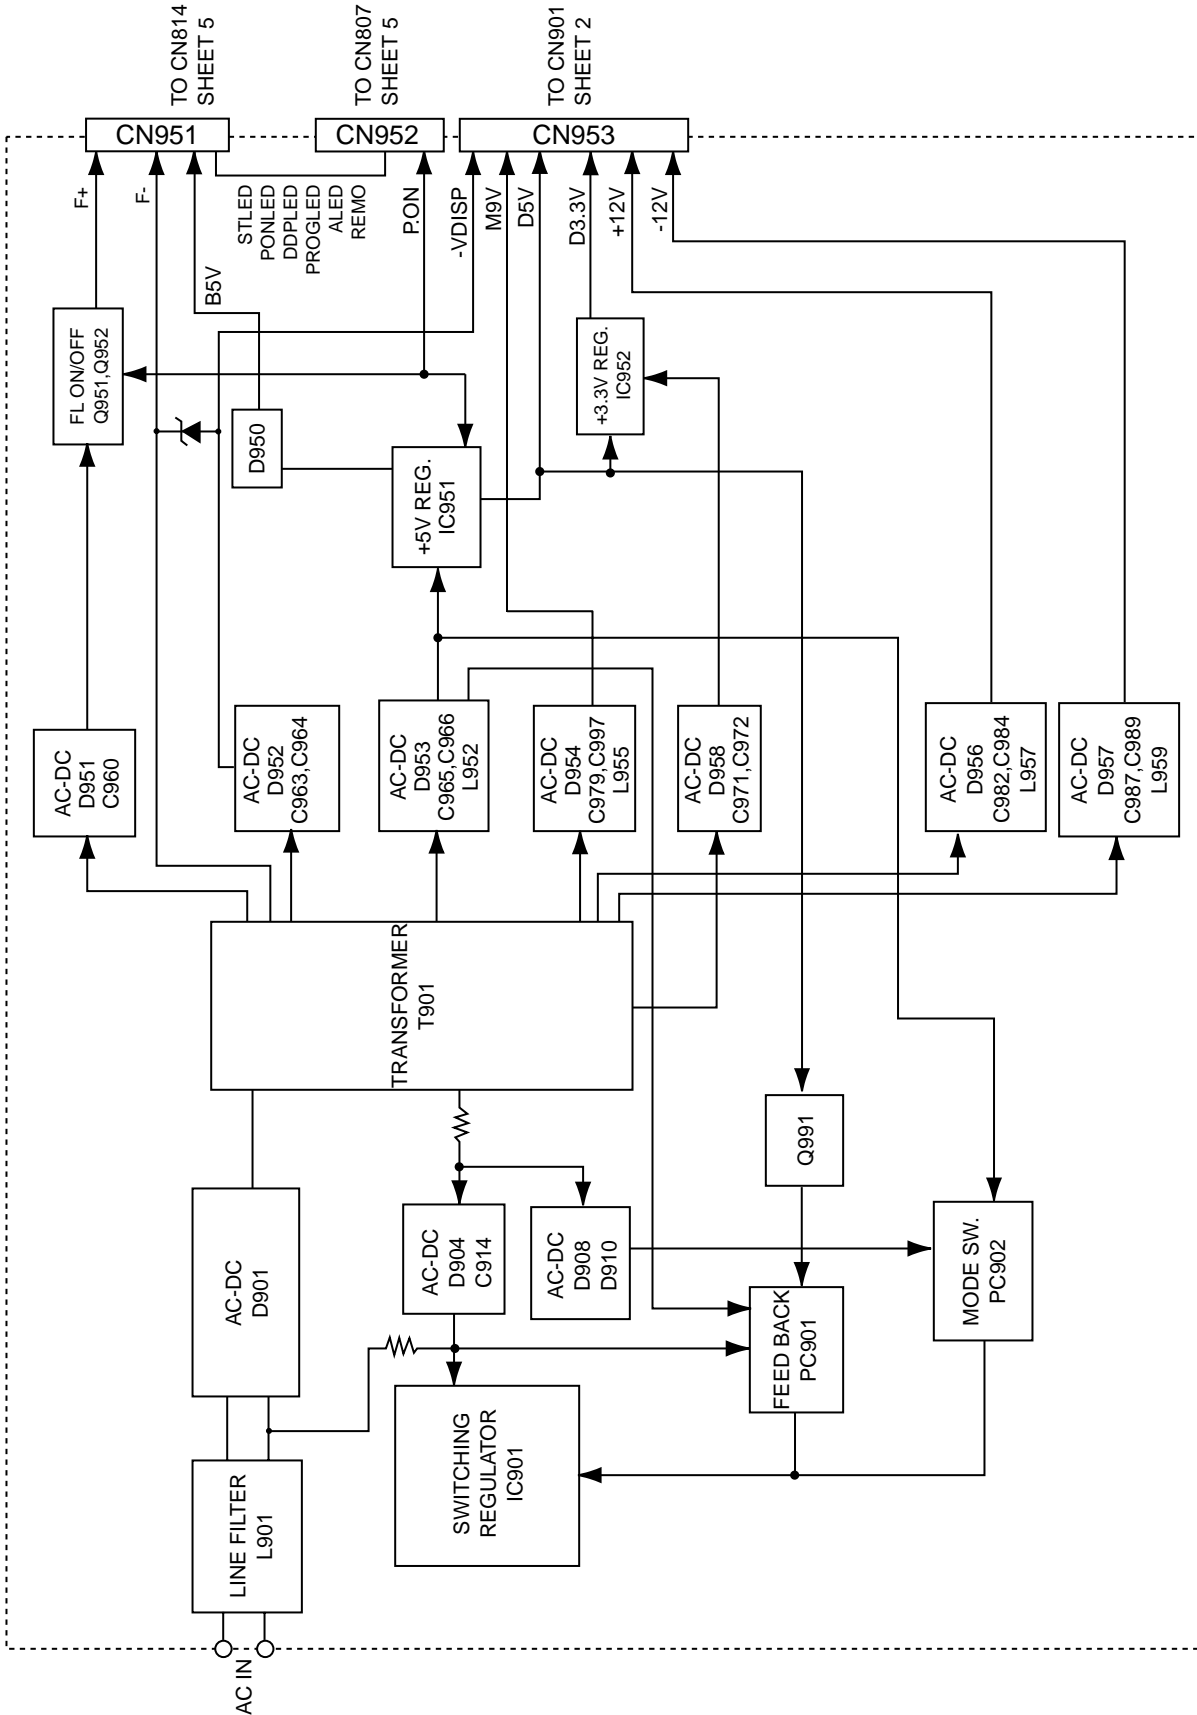 TO CN814
SHEET 5
TO CN807
SHEET 5
TO CN901
SHEET 2
CN951
CN952
CN953
F+
F-
B5V
STLED
PONLED
DDPLED
PROGLED
ALED
REMO
P.ON
-VDISP
M9V
D5V
D3.3V
+12V
-12V
FL ON/OFF
Q951,Q952
D950
+5V REG.
IC951
+3.3V REG.
IC952
AC-DC
D951
C960
AC-DC
D952
C963,C964
AC-DC
D953
C965,C966
L952
AC-DC
D954
C979,C997
L955
AC-DC
D958
C971,C972
AC-DC
D956
C982,C984
L957
AC-DC
D957
C987,C989
L959
TRANSFORMER
T901
AC-DC
D901
AC-DC
D904
C914
AC-DC
D908
D910
Q991
FEED BACK
PC901
MODE SW.
PC902
LINE FILTER
L901
SWITCHING
REGULATOR
IC901
AC IN